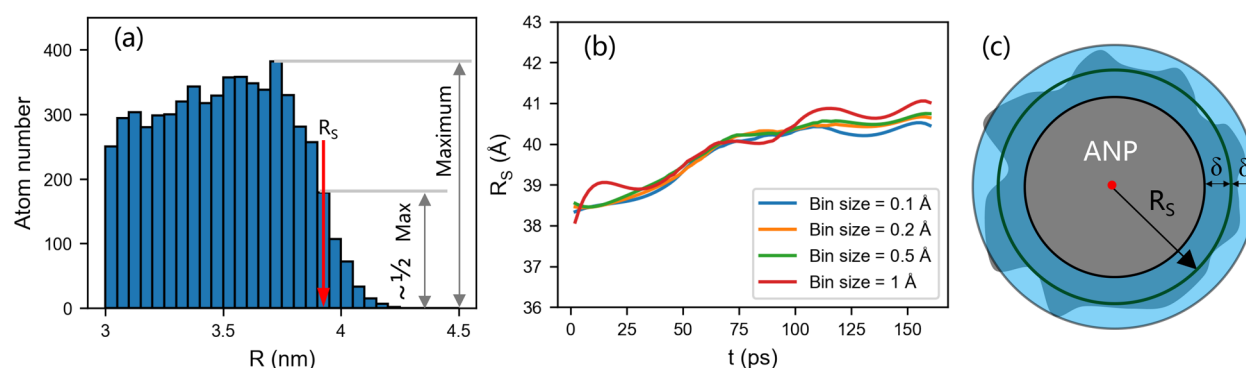 (a)
400
300
200
100
0
Atom number
3
3.5
4
4.5
R (nm)
R_S
Maximum
~½ Max
(b)
43
42
41
40
39
38
37
36
R_S (Å)
0
25
50
75
100
125
150
t (ps)
Bin size = 0.1 Å
Bin size = 0.2 Å
Bin size = 0.5 Å
Bin size = 1 Å
(c)
ANP
δ δ
R_S